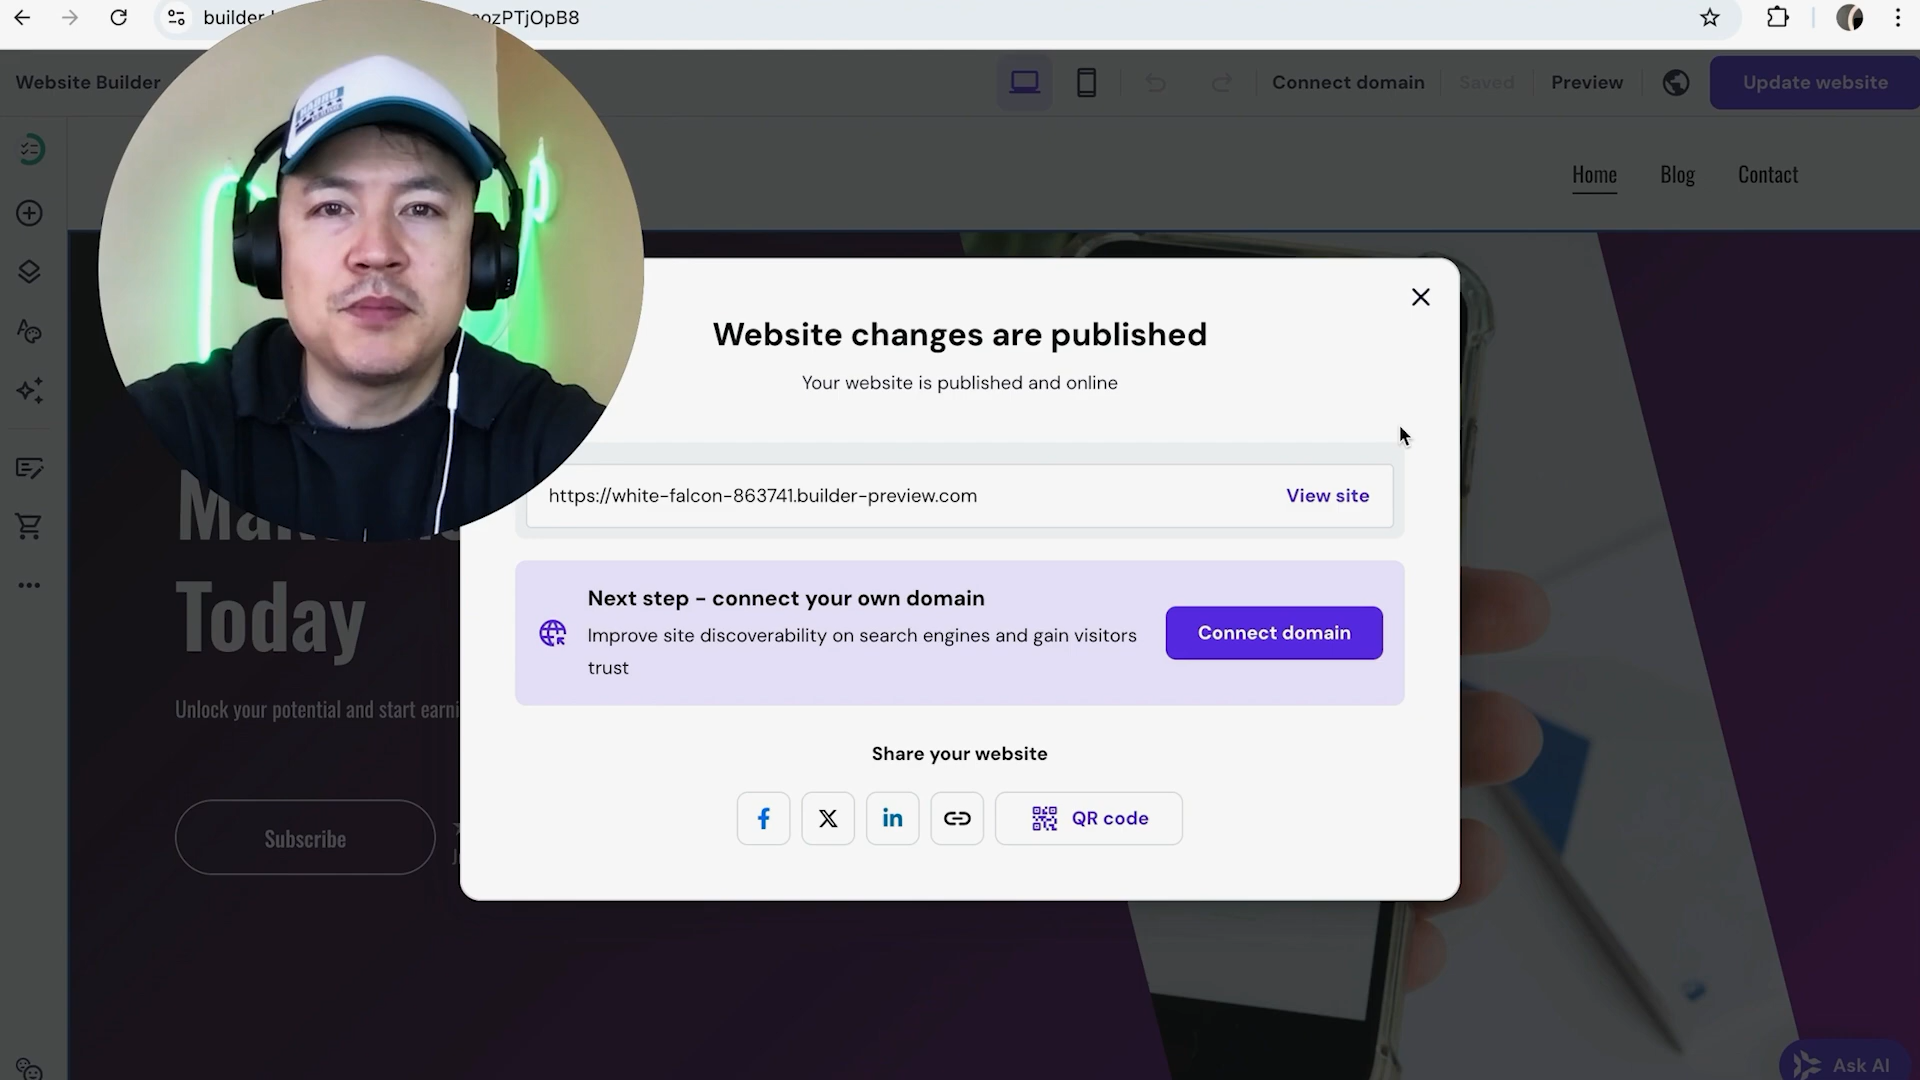 builder.
ozPTjOpB8
Website Builder
Connect domain
Saved
Preview
Update website
Home
Blog
Contact
Website changes are published
Your website is published and online
https://white-falcon-863741.builder-preview.com
View site
Next step - connect your own domain
Improve site discoverability on search engines and gain visitors
trust
Connect domain
Today
Unlock your potential and start earni
Subscribe
Share your website
QR code
Ask AI